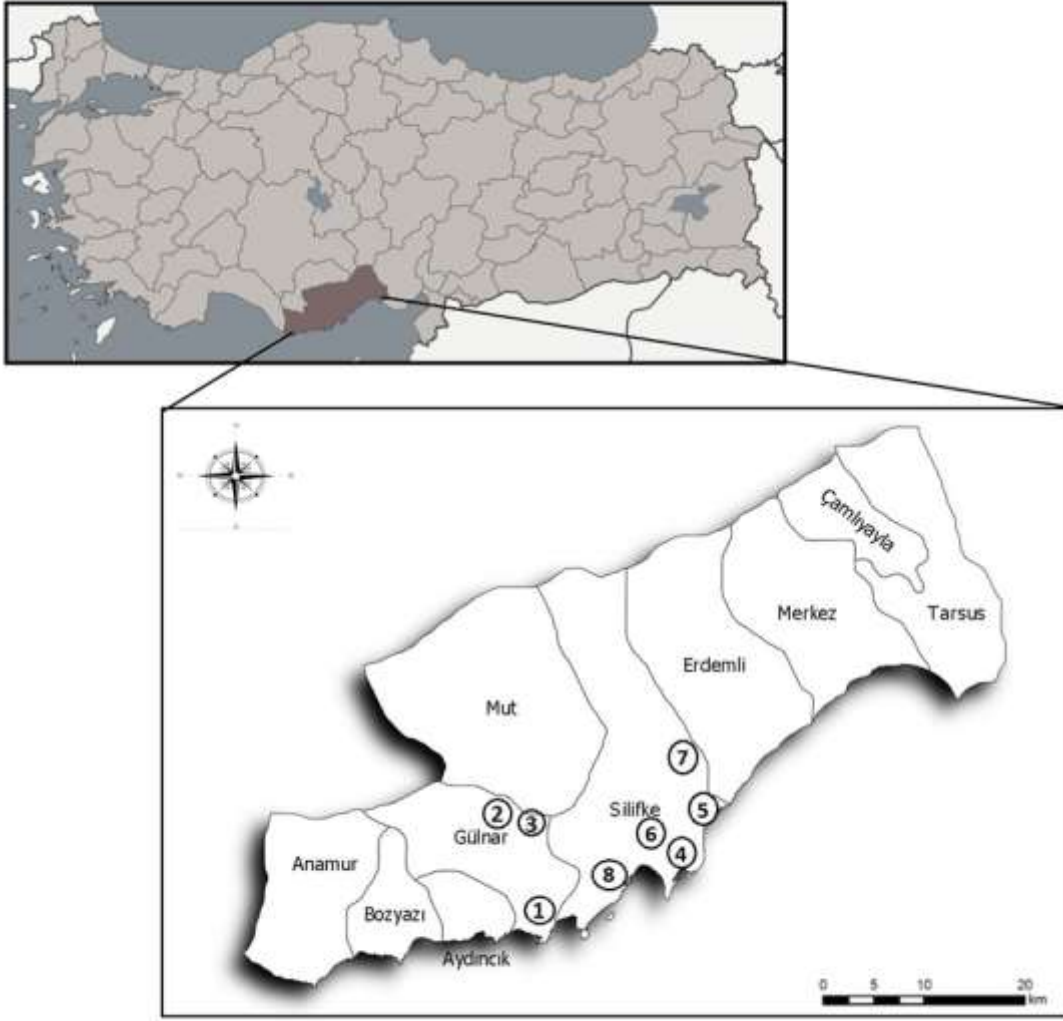 Çamlıyayla
Merkez
Tarsus
Erdemli
Mut
7
2
3
Silifke
5
Gülnar
6
4
Anamur
8
Bozyazı
1
Aydıncık
0 5 10 20
km